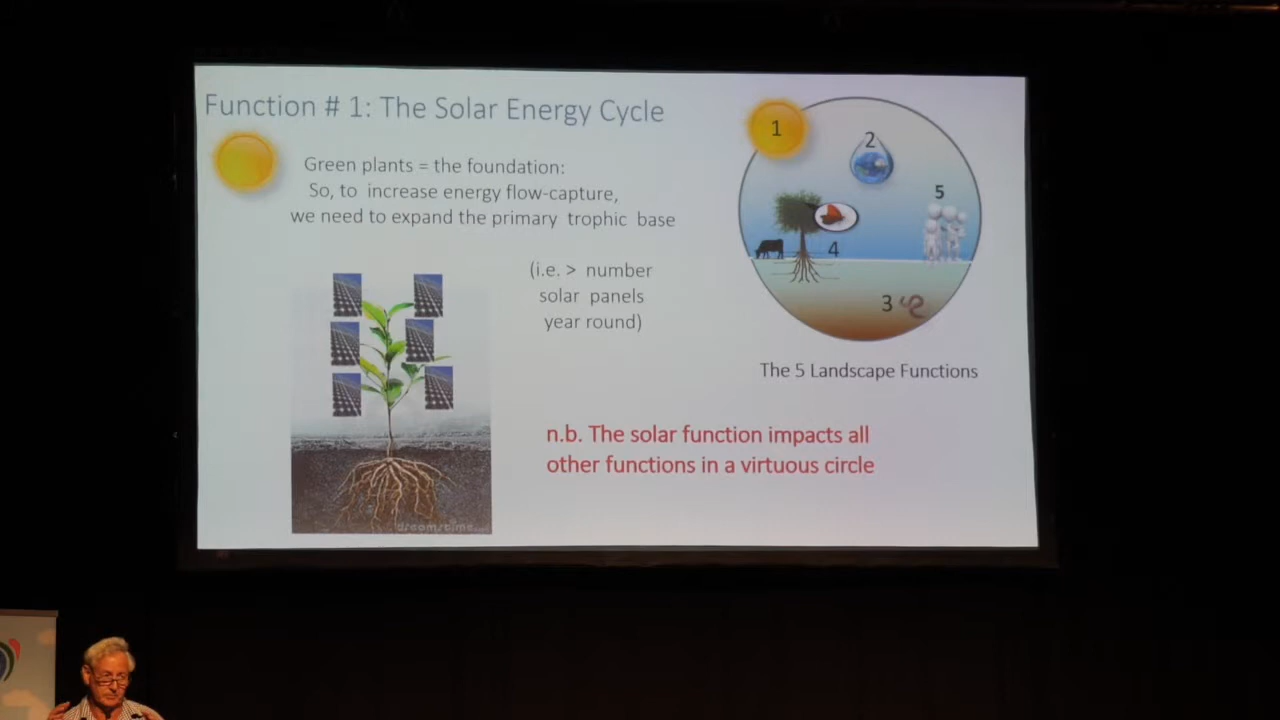 Function # 1: The Solar Energy Cycle
Green plants = the foundation:
So, to increase energy flow-capture,
we need to expand the primary trophic base
(i.e. > number
solar panels
year round)
1
2
5
4
3
The 5 Landscape Functions
n.b. The solar function impacts all
other functions in a virtuous circle
dreamstime